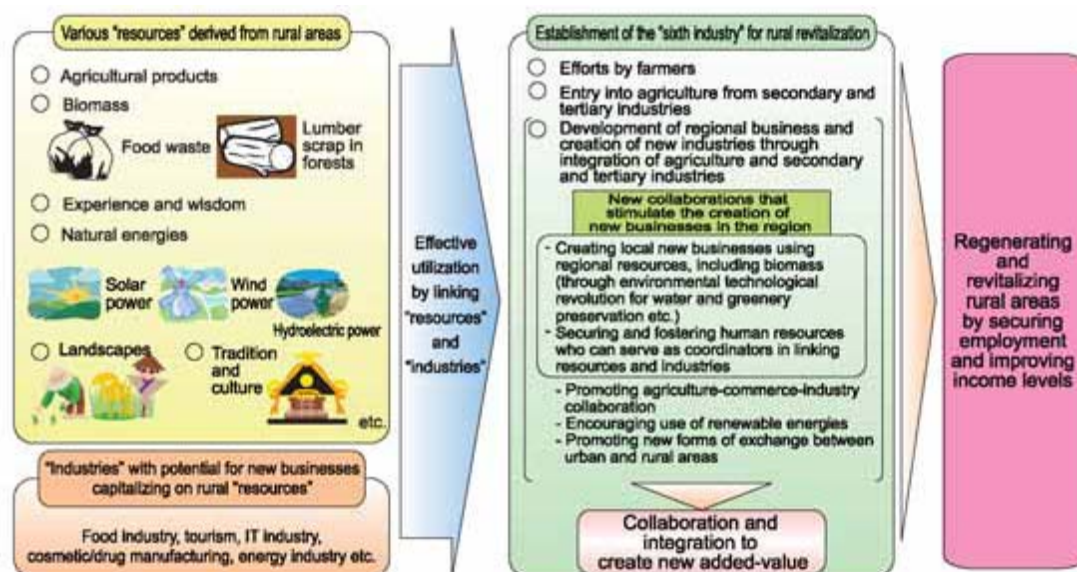 Various "resources" derived from rural areas
Agricultural products
Biomass
Food waste
Lumber
scrap in
forests
Experience and wisdom
Natural energies
Solar
power
Wind
power
Hydroelectric power
Landscapes
Tradition
and
culture
etc.
"Industries" with potential for new businesses
capitalizing on rural "resources"
Food industry, tourism, IT industry,
cosmetic/drug manufacturing, energy industry etc.
Effective
utilization
by linking
"resources"
and
"industries"
Establishment of the "sixth industry" for rural revitalization
Efforts by farmers
Entry into agriculture from secondary and
tertiary industries
Development of regional business and
creation of new industries through
integration of agriculture and secondary
and tertiary industries
New collaborations that
stimulate the creation of
new businesses in the region
- Creating local new businesses using
regional resources, including biomass
(through environmental technological
revolution for water and greenery
preservation etc.)
- Securing and fostering human resources
who can serve as coordinators in linking
resources and industries
- Promoting agriculture-commerce-industry
collaboration
- Encouraging use of renewable energies
- Promoting new forms of exchange between
urban and rural areas
Collaboration and
integration to
create new added-value
Regenerating
and
revitalizing
rural areas
by securing
employment
and improving
income levels